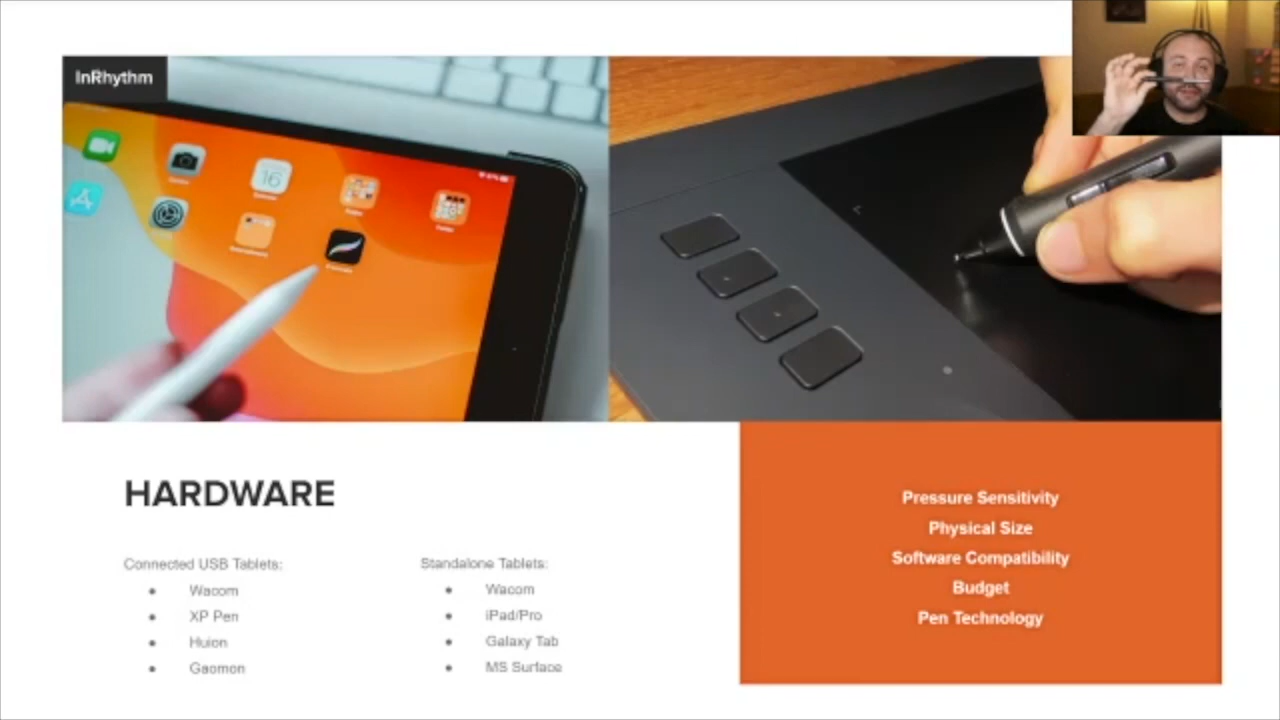 InRhythm
16
HARDWARE
Connected USB Tablets:
• Wacom
• XP Pen
• Huion
• Gaomon
Standalone Tablets:
• Wacom
• iPad/Pro
• Galaxy Tab
• MS Surface
Pressure Sensitivity
Physical Size
Software Compatibility
Budget
Pen Technology